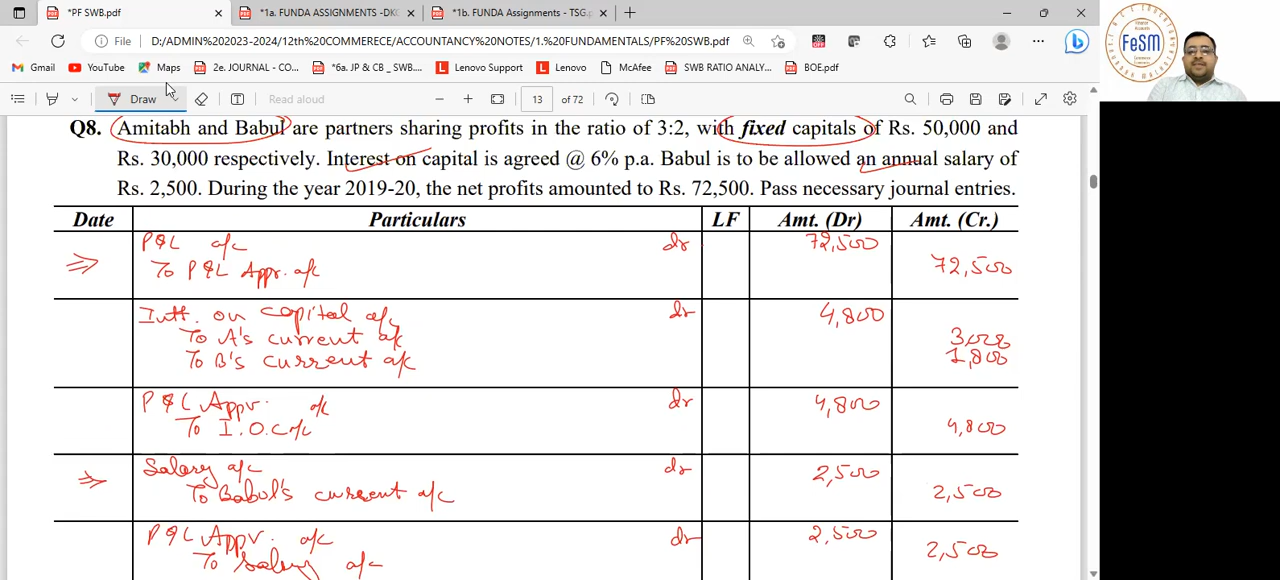 *PF SWB.pdf
*1a. FUNDA ASSIGNMENTS -DKC
*1b. FUNDA Assignments - TSG.p
File
D:/ADMIN%202023-2024/12th%20COMMERECE/ACCOUNTANCE%20NOTES/1.%20FUNDAMENTALS/PF%20SWB.pdf
OFF
Gmail
YouTube
Maps
2e. JOURNAL - CO...
*6a. JP & CB _ SWB....
Lenovo Support
Lenovo
McAfee
SWB RATIO ANALY...
BOE.pdf
Draw
Read aloud
13
of 72
FeSM
Q8. Amitabh and Babul are partners sharing profits in the ratio of 3:2, with fixed capitals of Rs. 50,000 and
Rs. 30,000 respectively. Interest on capital is agreed @ 6% p.a. Babul is to be allowed an annual salary of
Rs. 2,500. During the year 2019-20, the net profits amounted to Rs. 72,500. Pass necessary journal entries.
Date Particulars LF Amt. (Dr) Amt. (Cr.)
P&L a/c dr 72,500
To P&L Appr. a/c 72,500
Intt. on capital a/c dr 4,800
To A's current a/c 3,000
To B's current a/c 1,800
P&L Appr. a/c dr 4,800
To I.O.C a/c 4,800
Salary a/c dr 2,500
To Babul's current a/c 2,500
P&L Appr. a/c dr 2,500
To Salary a/c 2,500